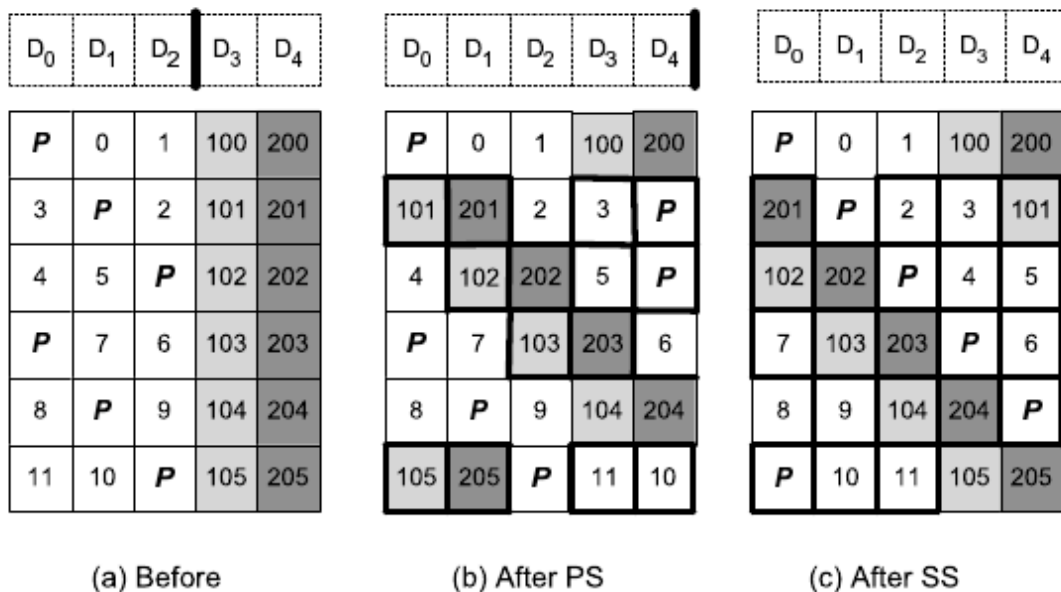 D0 D1 D2 D3 D4 D0 D1 D2 D3 D4 D0 D1 D2 D3 D4
P 0 1 100 200 P 0 1 100 200 P 0 1 100 200
3 P 2 101 201 101 201 2 3 P 201 P 2 3 101
4 5 P 102 202 4 102 202 5 P 102 202 P 4 5
P 7 6 103 203 P 7 103 203 6 7 103 203 P 6
8 P 9 104 204 8 P 9 104 204 8 9 104 204 P
11 10 P 105 205 105 205 P 11 10 P 10 11 105 205
(a) Before (b) After PS (c) After SS